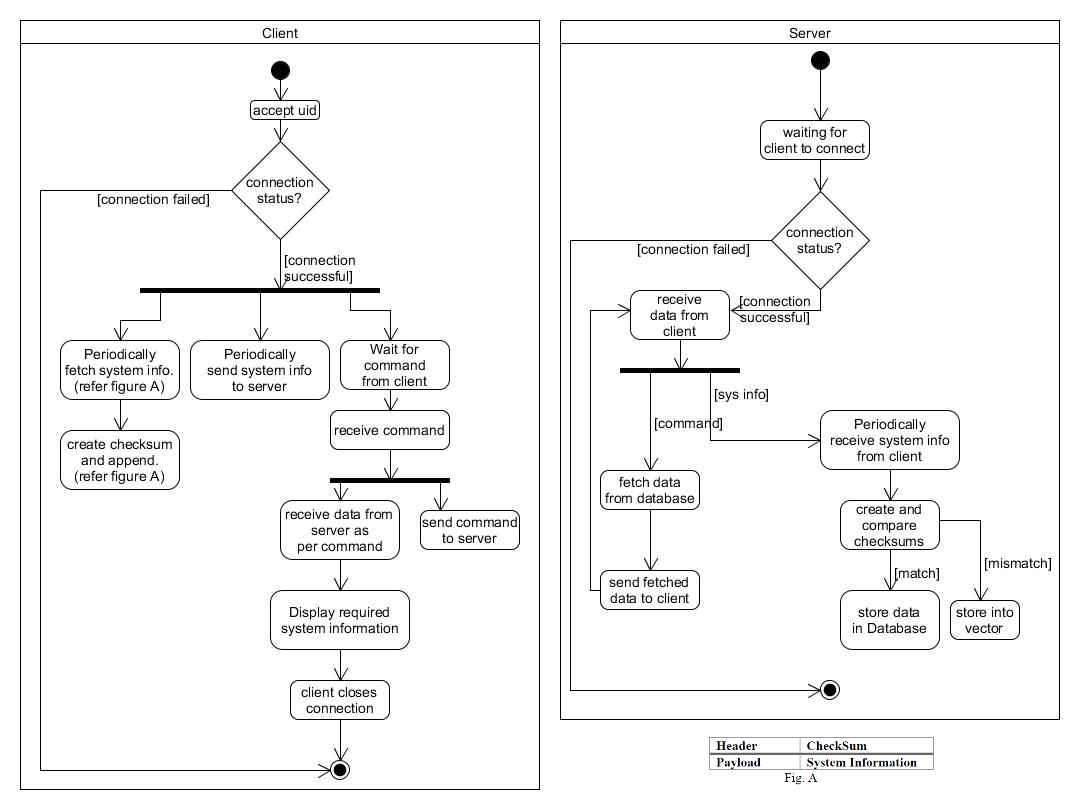 Client
accept uid
connection
status?
[connection failed]
[connection
successful]
Periodically
fetch system info.
(refer figure A)
Periodically
send system info
to server
Wait for
command
from client
create checksum
and append.
(refer figure A)
receive command
receive data from
server as
per command
send command
to server
Display required
system information
client closes
connection
Server
waiting for
client to connect
connection
status?
[connection failed]
[connection
successful]
receive
data from
client
[sys info]
[command]
Periodically
receive system info
from client
fetch data
from database
create and
compare
checksums
[mismatch]
[match]
send fetched
data to client
store data
in Database
store into
vector
Header CheckSum
Payload System Information
Fig. A